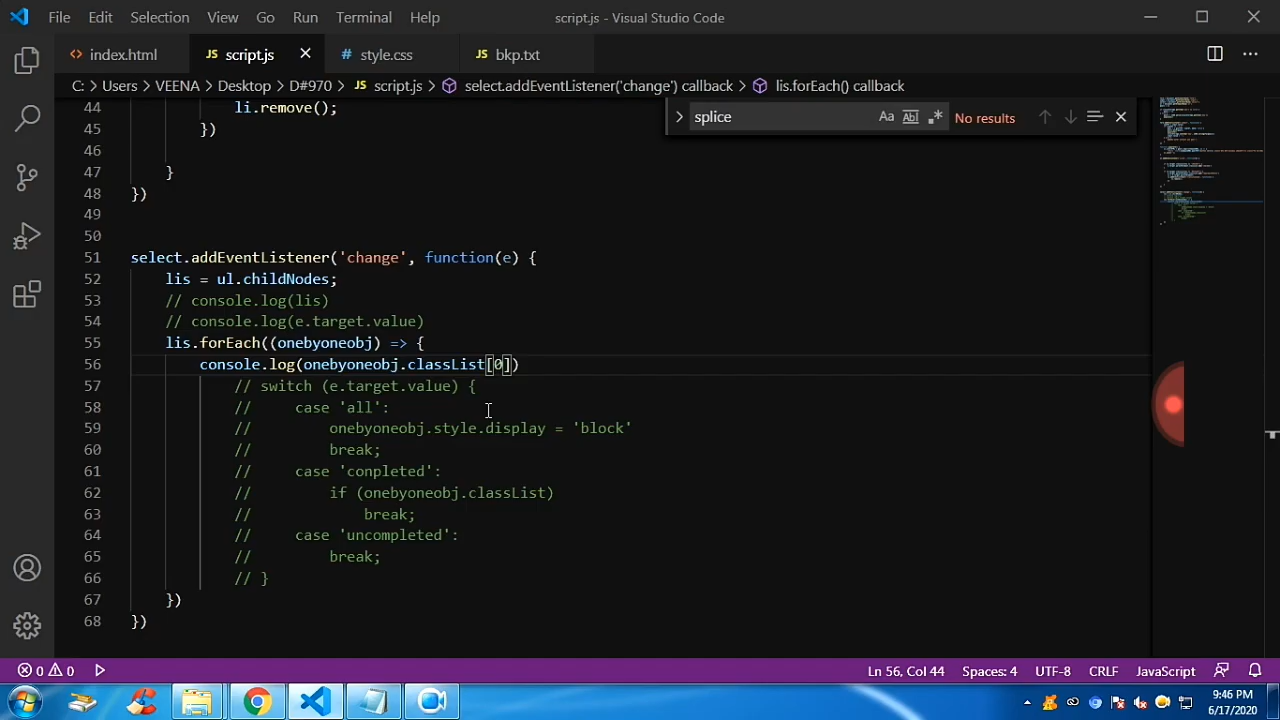 File Edit Selection View Go Run Terminal Help script.js - Visual Studio Code
<> index.html JS script.js # style.css JS bkp.txt
C: > Users > VEENA > Desktop > D#970 > JS script.js > select.addEventListener('change') callback > lis.forEach() callback
splice Aa Abl .* No results
44 li.remove();
45 })
46
47 }
48 })
49
50
51 select.addEventListener('change', function(e) {
52 lis = ul.childNodes;
53 // console.log(lis)
54 // console.log(e.target.value)
55 lis.forEach((onebyoneobj) => {
56 console.log(onebyoneobj.classList[0])
57 // switch (e.target.value) {
58 // case 'all':
59 // onebyoneobj.style.display = 'block'
60 // break;
61 // case 'conpleted':
62 // if (onebyoneobj.classList)
63 // break;
64 // case 'uncompleted':
65 // break;
66 // }
67 })
68 })
0 0 Ln 56, Col 44 Spaces: 4 UTF-8 CRLF JavaScript
9:46 PM
6/17/2020